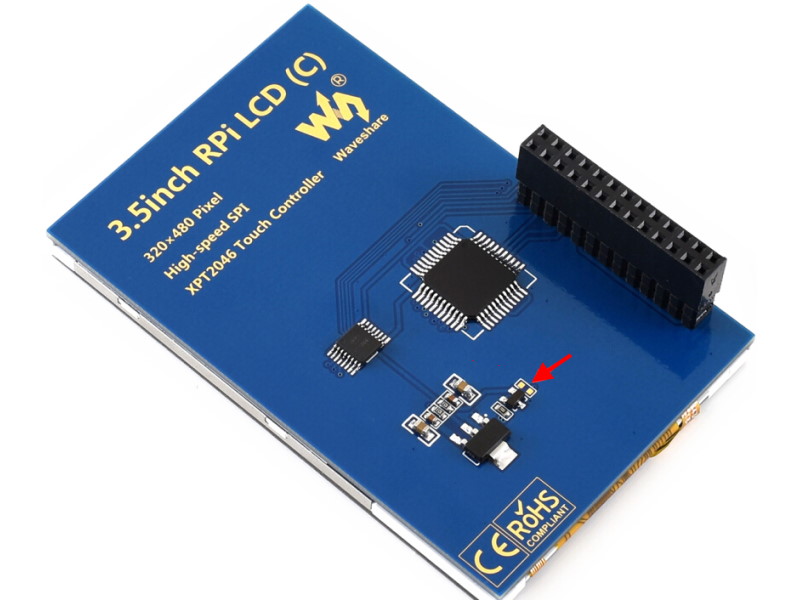 3.5inch RPi LCD (C)
320×480 Pixel
High-speed SPI
XPT2046 Touch Controller
®
Waveshare
CE
RoHS
COMPLIANT